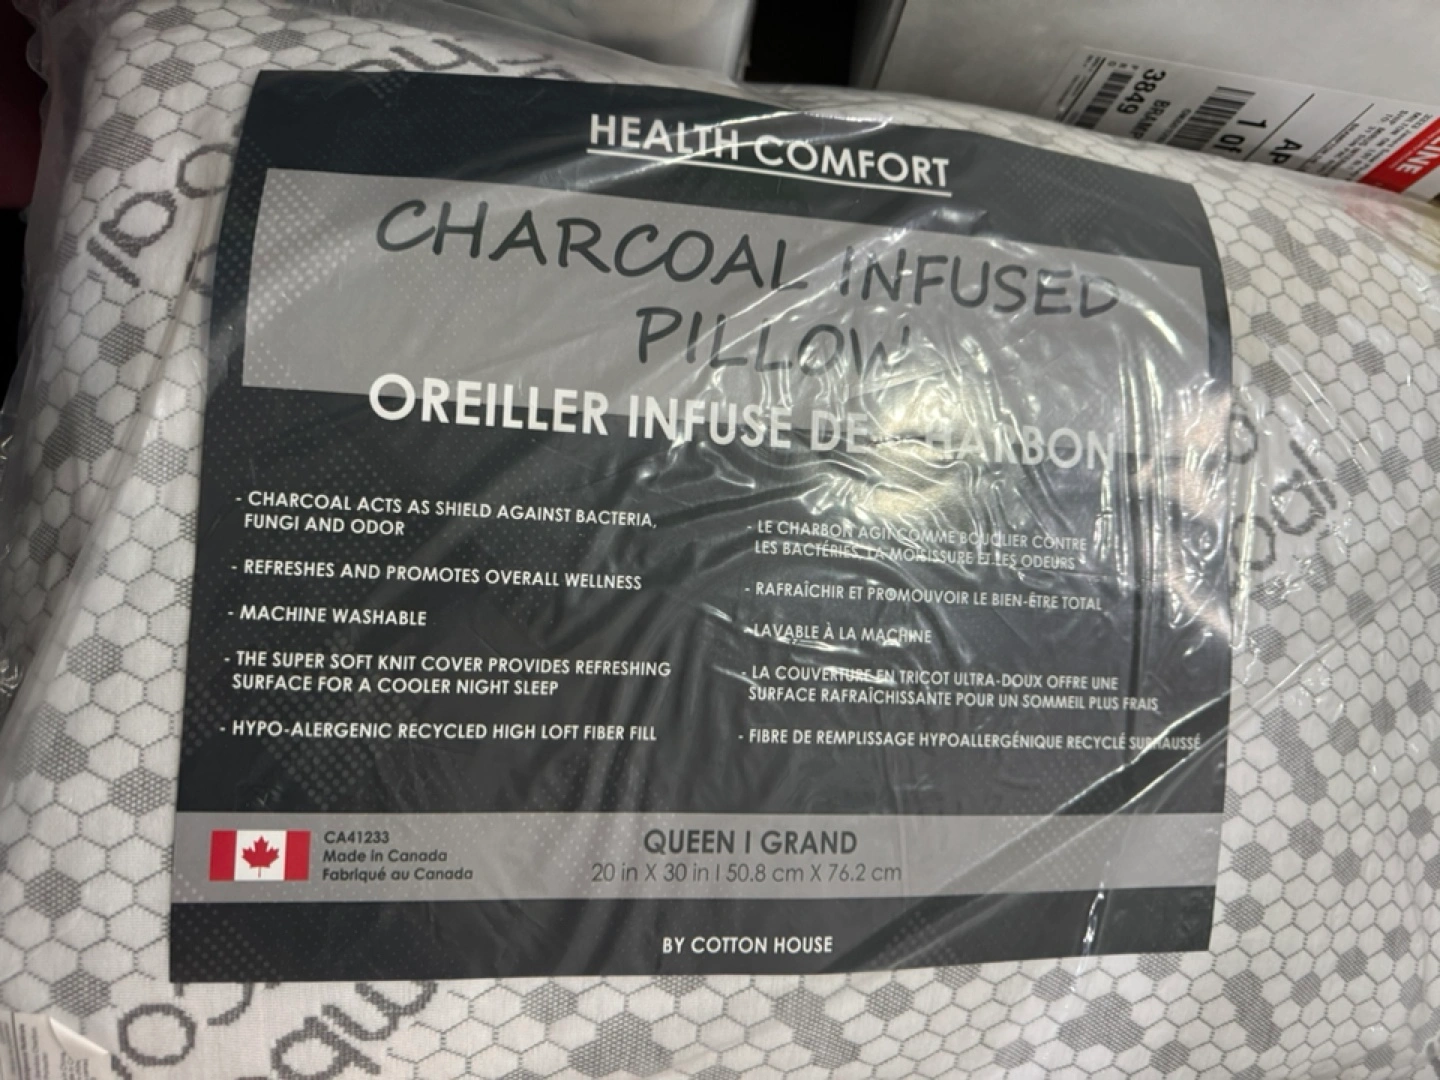 HEALTH COMFORT
CHARCOAL INFUSED
PILLOW
OREILLER INFUSE DE CHARBON
- CHARCOAL ACTS AS SHIELD AGAINST BACTERIA,
FUNGI AND ODOR
- REFRESHES AND PROMOTES OVERALL WELLNESS
- MACHINE WASHABLE
- THE SUPER SOFT KNIT COVER PROVIDES REFRESHING
SURFACE FOR A COOLER NIGHT SLEEP
- HYPO-ALERGENIC RECYCLED HIGH LOFT FIBER FILL
- LE CHARBON AGIT COMME BOUCLIER CONTRE
LES BACTÉRIES, LA MOISISSURE ET LES ODEURS
- RAFRAÎCHIR ET PROMOUVOIR LE BIEN-ÊTRE TOTAL
- LAVABLE À LA MACHINE
- LA COUVERTURE EN TRICOT ULTRA-DOUX OFFRE UNE
SURFACE RAFRAÎCHISSANTE POUR UN SOMMEIL PLUS FRAIS
- FIBRE DE REMPLISSAGE HYPOALLERGÉNIQUE RECYCLÉ SURHAUSSÉ
CA41233
Made in Canada
Fabriqué au Canada
QUEEN I GRAND
20 in X 30 in I 50.8 cm X 76.2 cm
BY COTTON HOUSE
3849
1 of